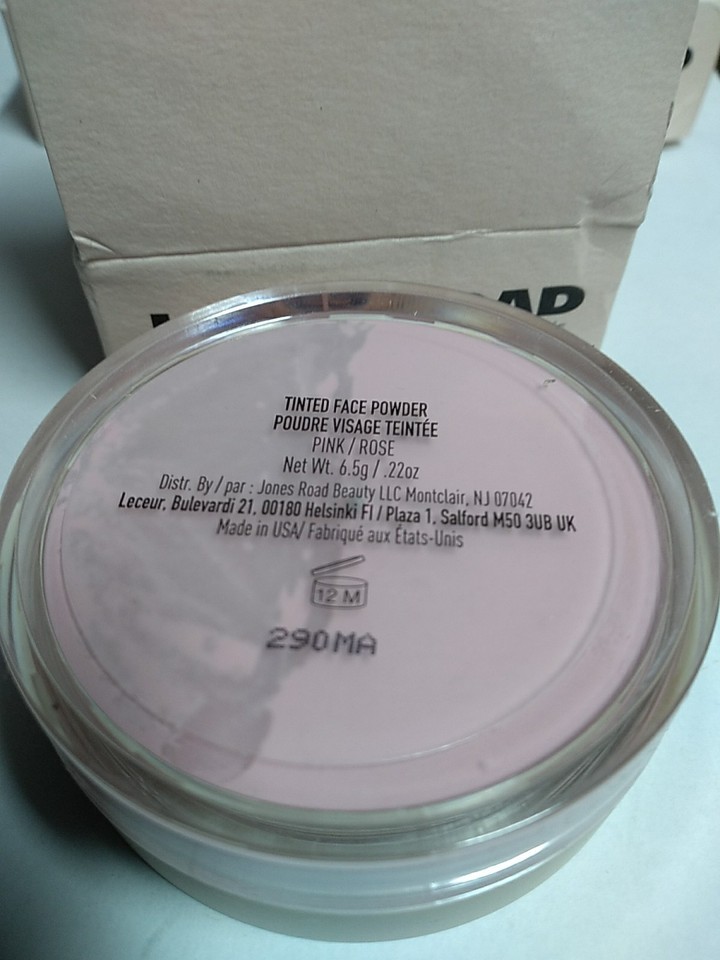 TINTED FACE POWDER
POUDRE VISAGE TEINTÉE
PINK / ROSE
Net Wt. 6.5g / .22oz
Distr. By / par : Jones Road Beauty LLC Montclair, NJ 07042
Leceur, Bulevardi 21, 00180 Helsinki FI / Plaza 1, Salford M50 3UB UK
Made in USA/ Fabriqué aux États-Unis
12 M
290MA